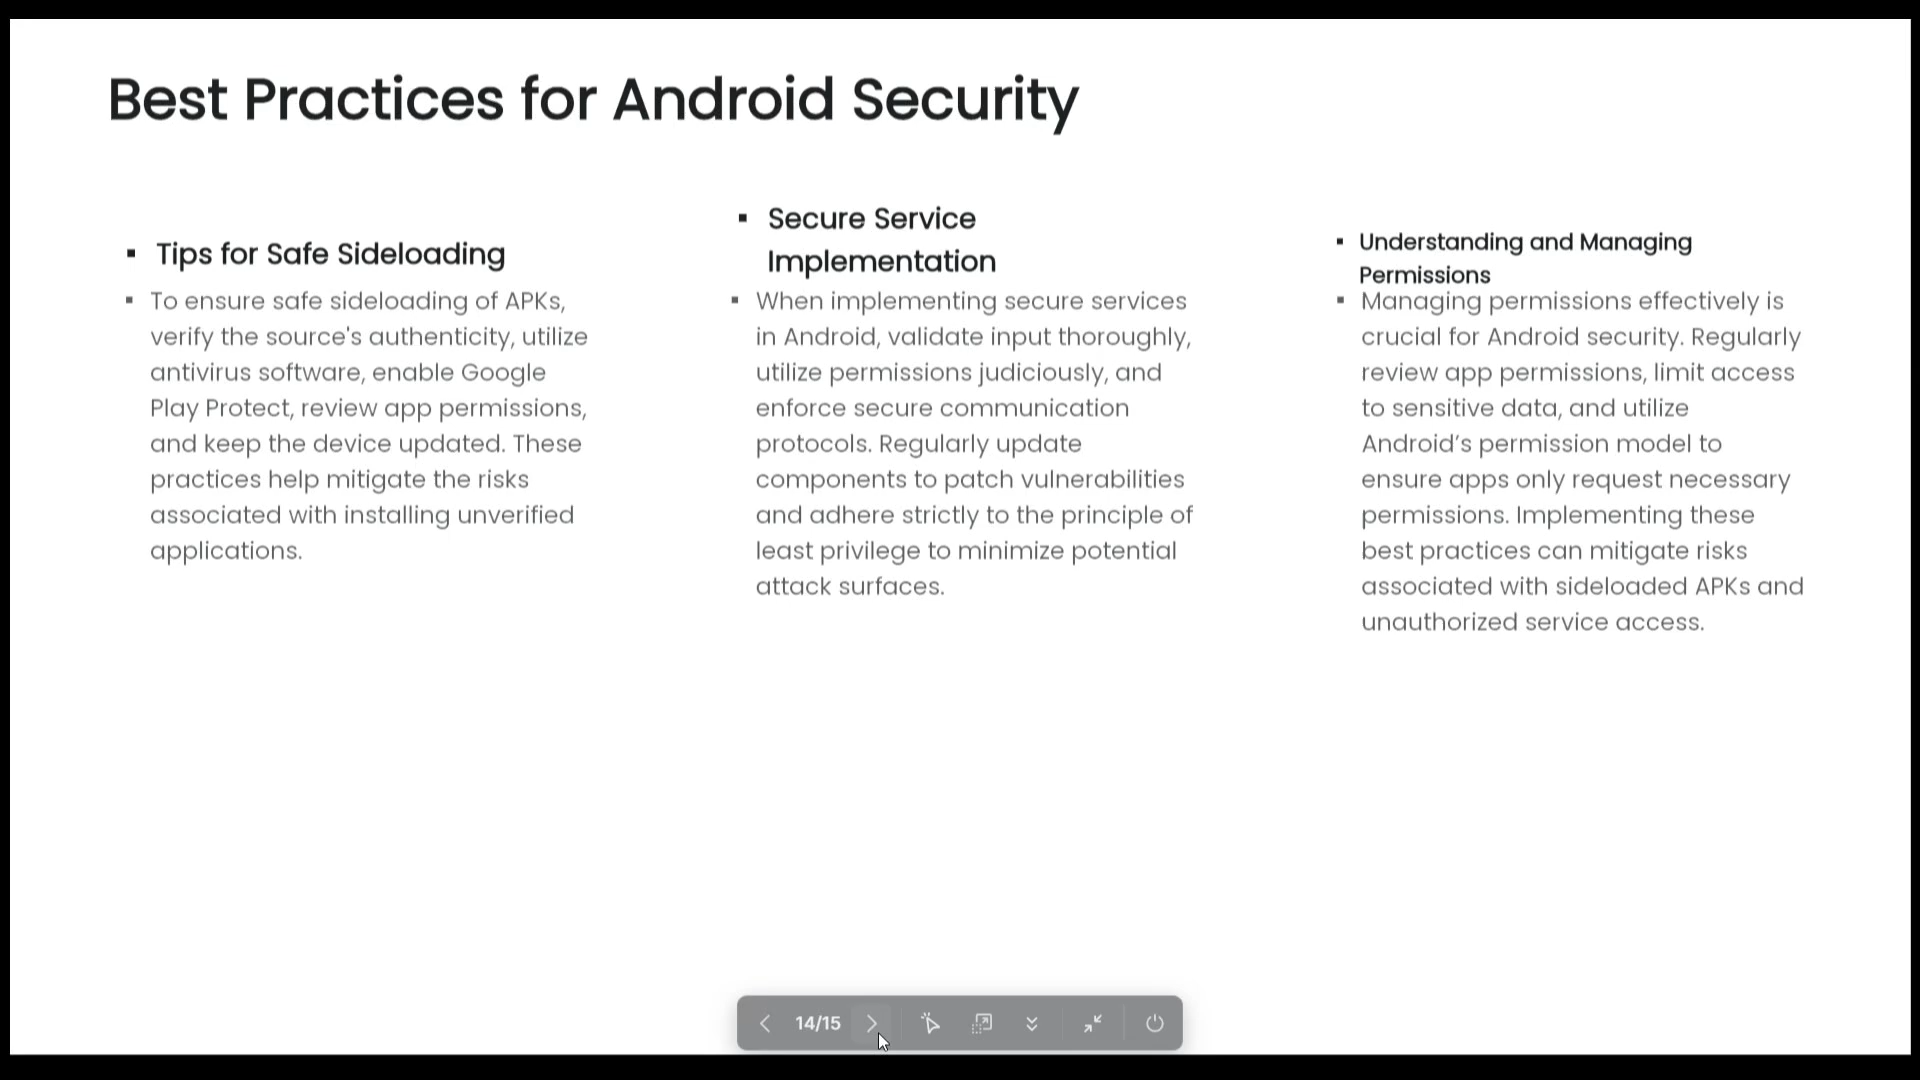 Best Practices for Android Security
Tips for Safe Sideloading
To ensure safe sideloading of APKs,
verify the source's authenticity, utilize
antivirus software, enable Google
Play Protect, review app permissions,
and keep the device updated. These
practices help mitigate the risks
associated with installing unverified
applications.
Secure Service
Implementation
When implementing secure services
in Android, validate input thoroughly,
utilize permissions judiciously, and
enforce secure communication
protocols. Regularly update
components to patch vulnerabilities
and adhere strictly to the principle of
least privilege to minimize potential
attack surfaces.
Understanding and Managing
Permissions
Managing permissions effectively is
crucial for Android security. Regularly
review app permissions, limit access
to sensitive data, and utilize
Android’s permission model to
ensure apps only request necessary
permissions. Implementing these
best practices can mitigate risks
associated with sideloaded APKs and
unauthorized service access.
14/15